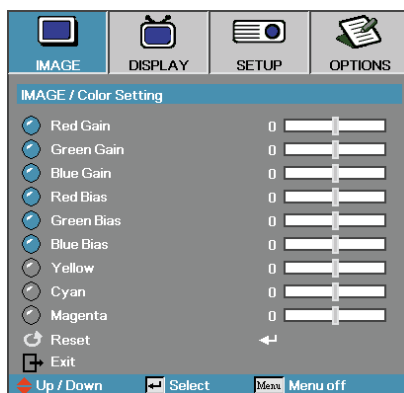 IMAGE DISPLAY SETUP OPTIONS
IMAGE / Color Setting
Red Gain 0
Green Gain 0
Blue Gain 0
Red Bias 0
Green Bias 0
Blue Bias 0
Yellow 0
Cyan 0
Magenta 0
Reset
Exit
Up / Down Select Menu Menu off